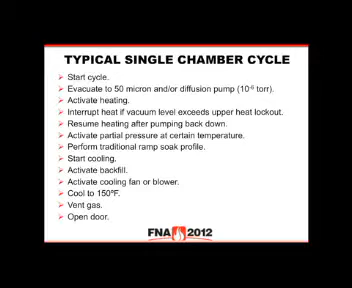 TYPICAL SINGLE CHAMBER CYCLE
➢ Start cycle.
➢ Evacuate to 50 micron and/or diffusion pump (10⁻⁶ torr).
➢ Activate heating.
➢ Interrupt heat if vacuum level exceeds upper heat lockout.
➢ Resume heating after pumping back down.
➢ Activate partial pressure at certain temperature.
➢ Perform traditional ramp soak profile.
➢ Start cooling.
➢ Activate backfill.
➢ Activate cooling fan or blower.
➢ Cool to 150ºF.
➢ Vent gas.
➢ Open door.
FNA 2012